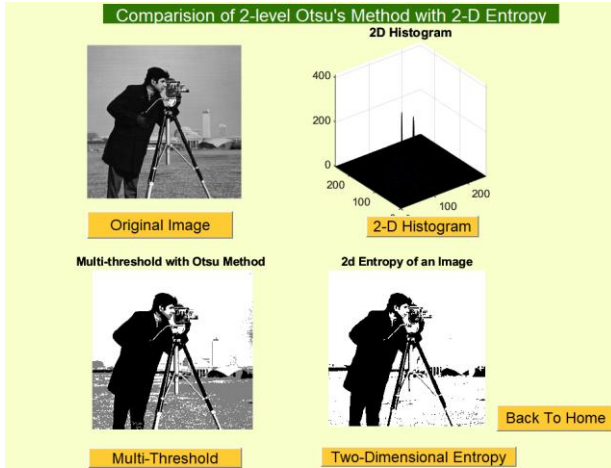 Comparision of 2-level Otsu's Method with 2-D Entropy
2D Histogram
400
200
0
200
100
100
200
Original Image
2-D Histogram
Multi-threshold with Otsu Method
2d Entropy of an Image
Back To Home
Multi-Threshold
Two-Dimensional Entropy